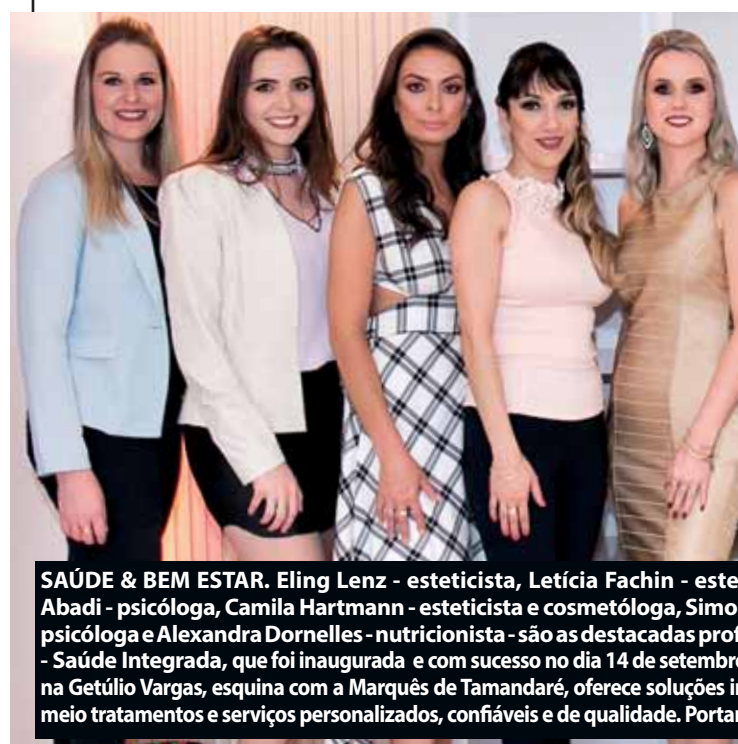 SAÚDE & BEM ESTAR. Eling Lenz - esteticista, Letícia Fachin - este
Abadi - psicóloga, Camila Hartmann - esteticista e cosmetóloga, Simo
psicóloga e Alexandra Dornelles - nutricionista - são as destacadas prof
- Saúde Integrada, que foi inaugurada e com sucesso no dia 14 de setembr
na Getúlio Vargas, esquina com a Marquês de Tamandaré, oferece soluções i
meio tratamentos e serviços personalizados, confiáveis e de qualidade. Porta